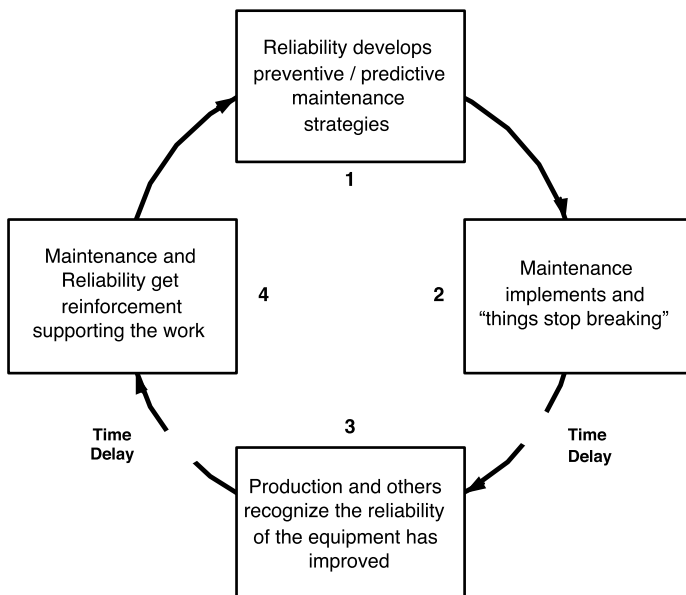 Reliability develops
preventive / predictive
maintenance
strategies
1
Maintenance
implements and
“things stop breaking”
2
Time
Delay
3
Production and others
recognize the reliability
of the equipment has
improved
Time
Delay
Maintenance and
Reliability get
reinforcement
supporting the work
4